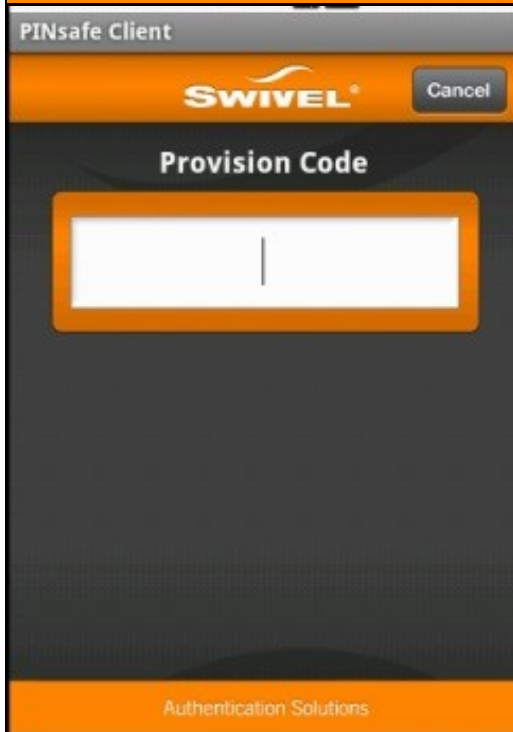 PINsafe Client
SWIVEL®
Cancel
Provision Code
Authentication Solutions